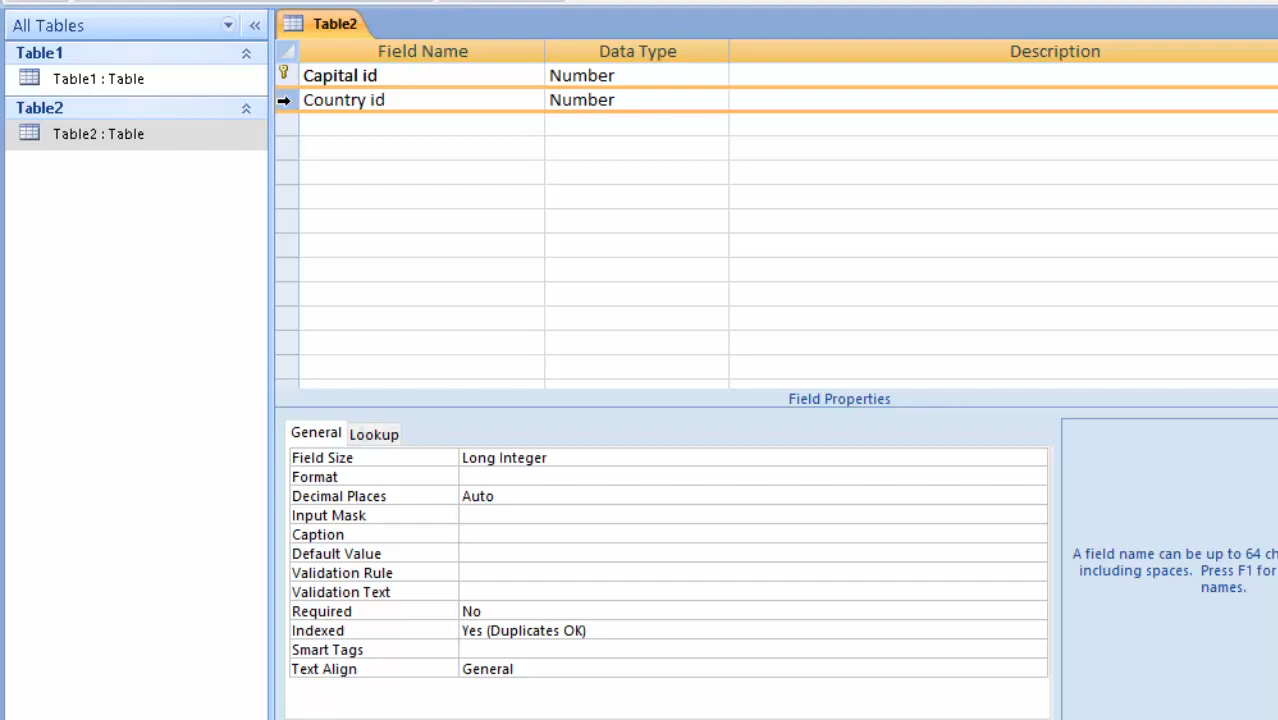 All Tables
Table1
Table1 : Table
Table2
Table2 : Table
Table2
Field Name Data Type Description
Capital id Number
Country id Number
Field Properties
General Lookup
Field Size Long Integer
Format
Decimal Places Auto
Input Mask
Caption
Default Value
Validation Rule
Validation Text
Required No
Indexed Yes (Duplicates OK)
Smart Tags
Text Align General
A field name can be up to 64 ch
including spaces. Press F1 for
names.